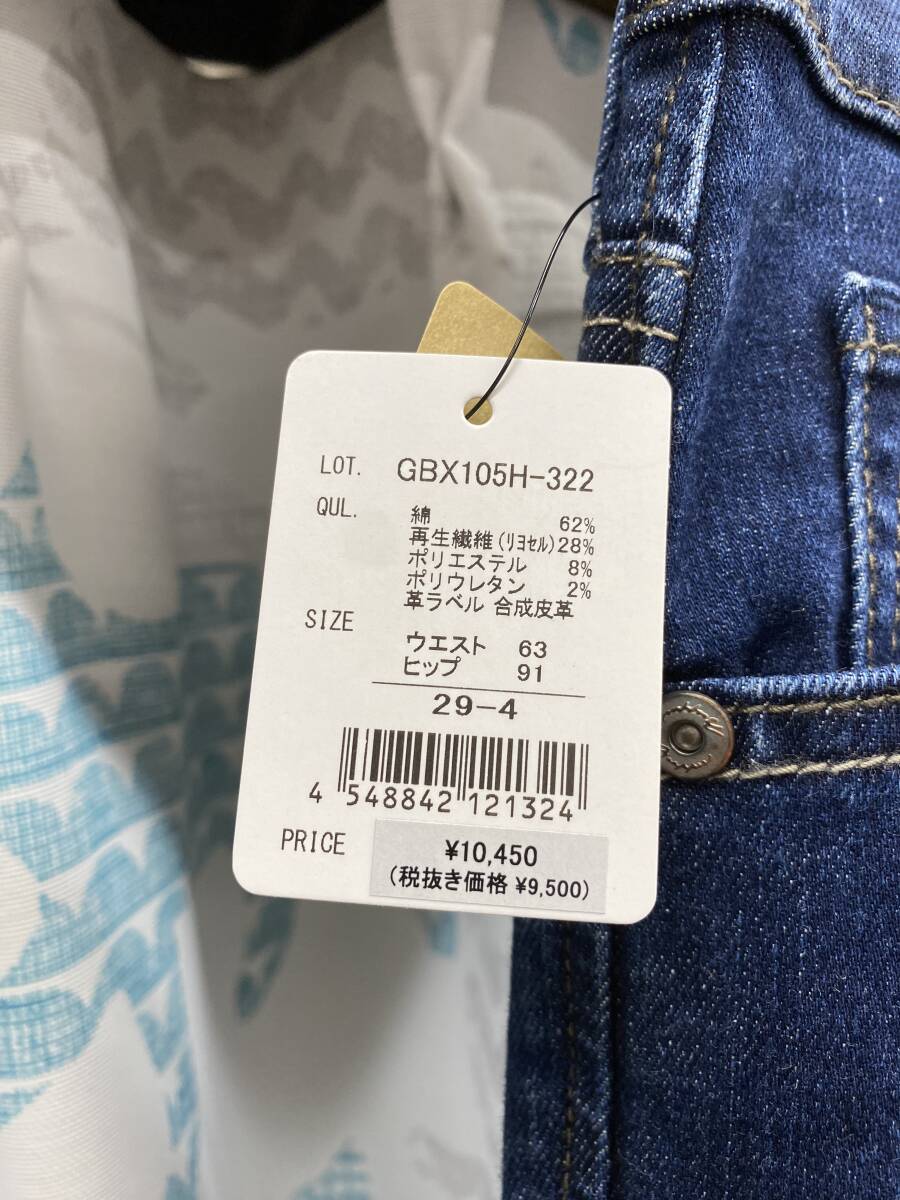 LOT. GBX105H-322
QUL. 綿 62%
再生繊維(ﾘﾖｾﾙ)28%
ポリエステル 8%
ポリウレタン 2%
革ラベル 合成皮革
SIZE ウエスト 63
ヒップ 91
29-4
4 548842 121324
PRICE ¥10,450
(税抜き価格 ¥9,500)